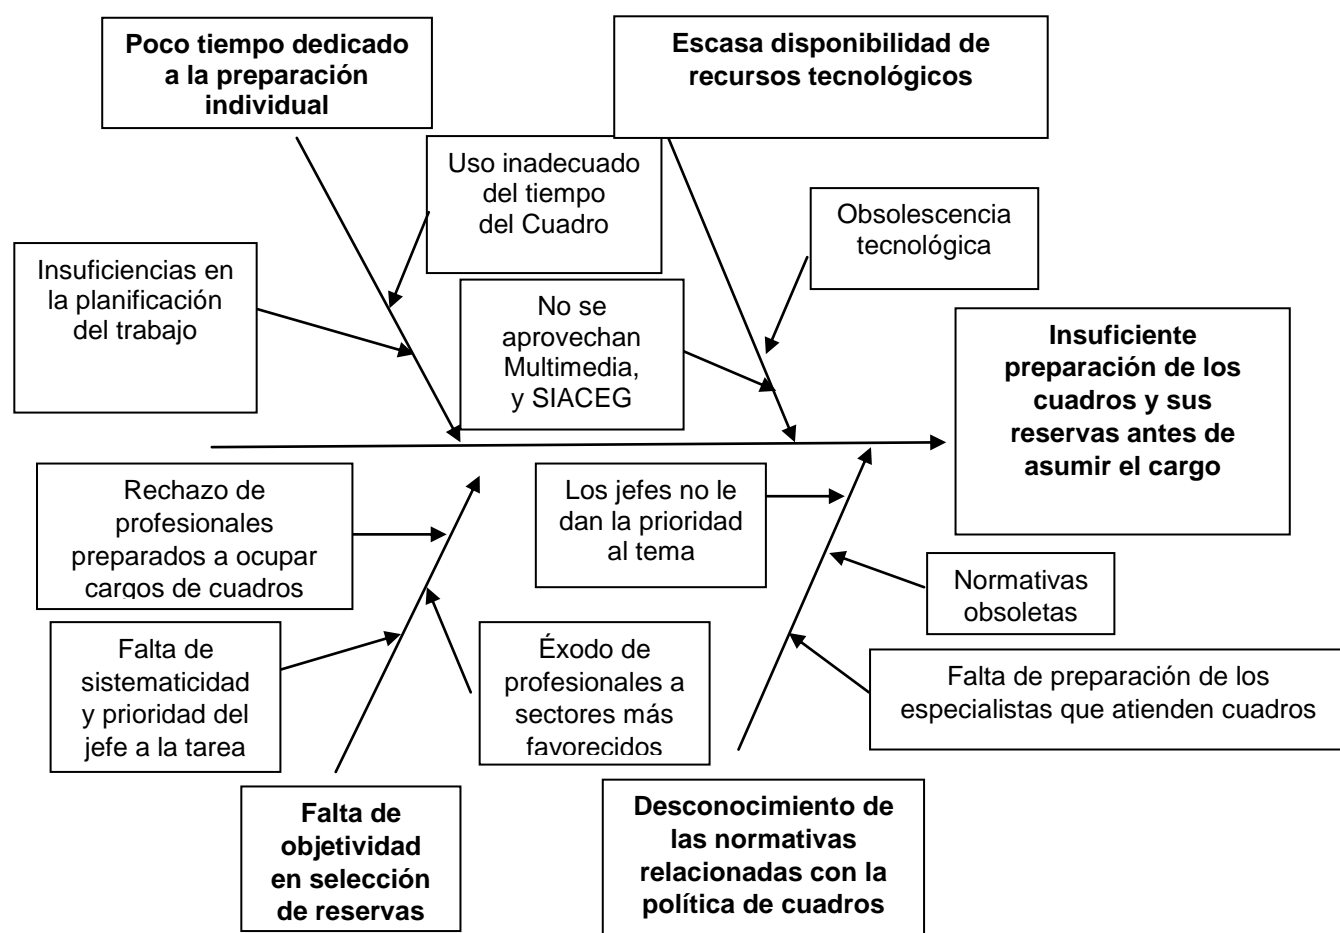 Poco tiempo dedicado
a la preparación
individual
Escasa disponibilidad de
recursos tecnológicos
Uso inadecuado
del tiempo
del Cuadro
Obsolescencia
tecnológica
Insuficiencias en
la planificación
del trabajo
No se
aprovechan
Multimedia,
y SIACEG
Insuficiente
preparación de los
cuadros y sus
reservas antes de
asumir el cargo
Rechazo de
profesionales
preparados a ocupar
cargos de cuadros
Los jefes no le
dan la prioridad
al tema
Normativas
obsoletas
Falta de
sistematicidad
y prioridad del
jefe a la tarea
Éxodo de
profesionales a
sectores más
favorecidos
Falta de preparación de los
especialistas que atienden cuadros
Falta de
objetividad
en selección
de reservas
Desconocimiento de
las normativas
relacionadas con la
política de cuadros